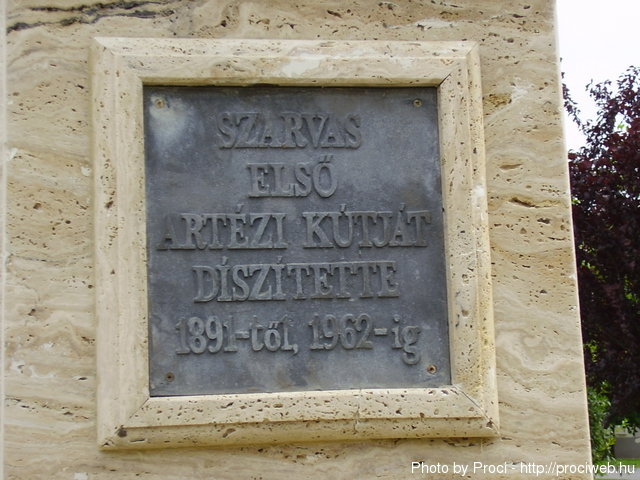 SZARVAS
ELSŐ
ARTÉZI KÚTJÁT
DÍSZÍTETTE
1891-től, 1962-ig
Photo by Proci - http://prociweb.hu